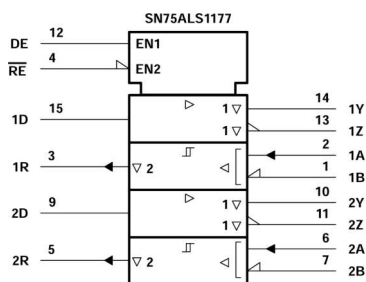 SN75ALS1177
DE 12 EN1
RE 4 EN2
1D 15 ▷ 1 ▽ 14 1Y
1 ▽ 13 1Z
1R 3 ▽ 2 2 1A
◁ 1 1B
2D 9 ▷ 1 ▽ 10 2Y
1 ▽ 11 2Z
2R 5 ▽ 2 6 2A
◁ 7 2B